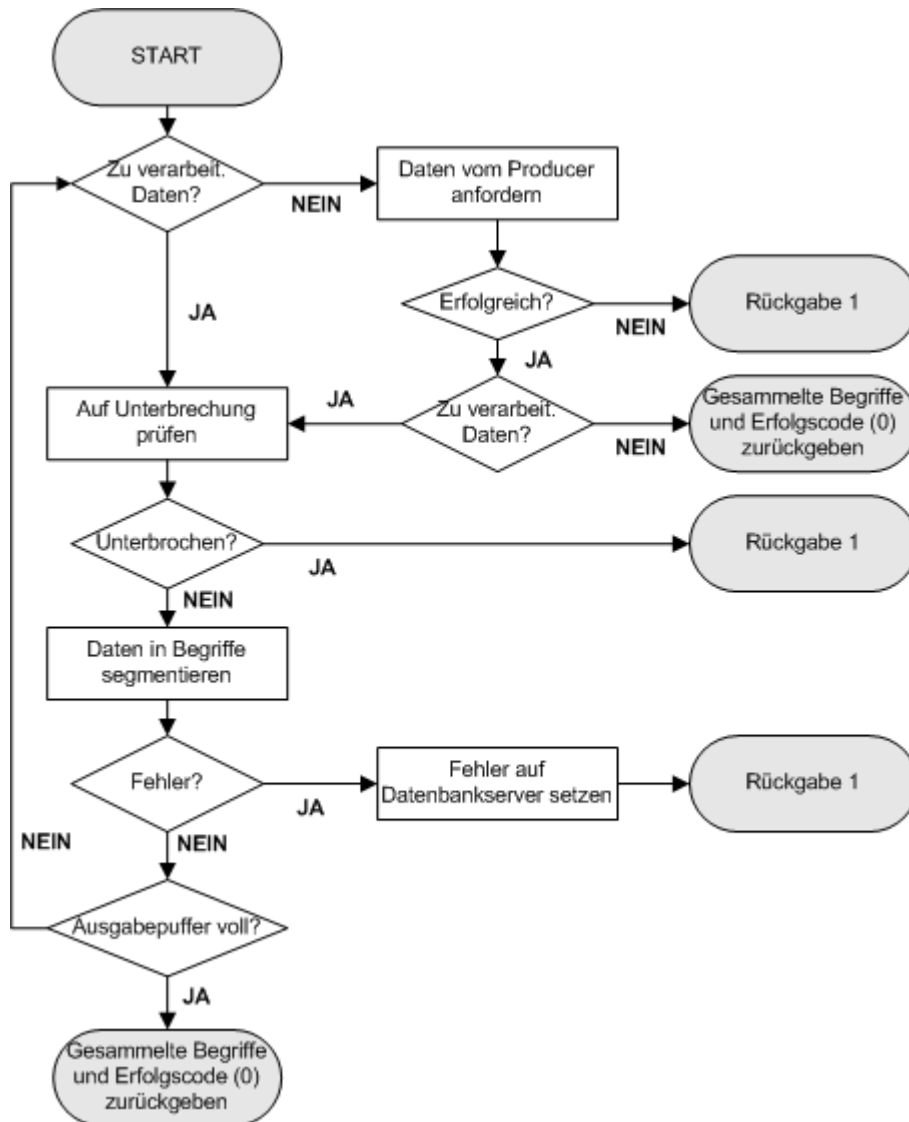 START
Zu verarbeit.
Daten?
NEIN
Daten vom Producer
anfordern
JA
Erfolgreich?
NEIN
Rückgabe 1
JA
Auf Unterbrechung
prüfen
JA
Zu verarbeit.
Daten?
NEIN
Gesammelte Begriffe
und Erfolgscode (0)
zurückgeben
Unterbrochen?
JA
Rückgabe 1
NEIN
Daten in Begriffe
segmentieren
Fehler?
JA
Fehler auf
Datenbankserver setzen
Rückgabe 1
NEIN
NEIN
Ausgabepuffer voll?
JA
Gesammelte Begriffe
und Erfolgscode (0)
zurückgeben